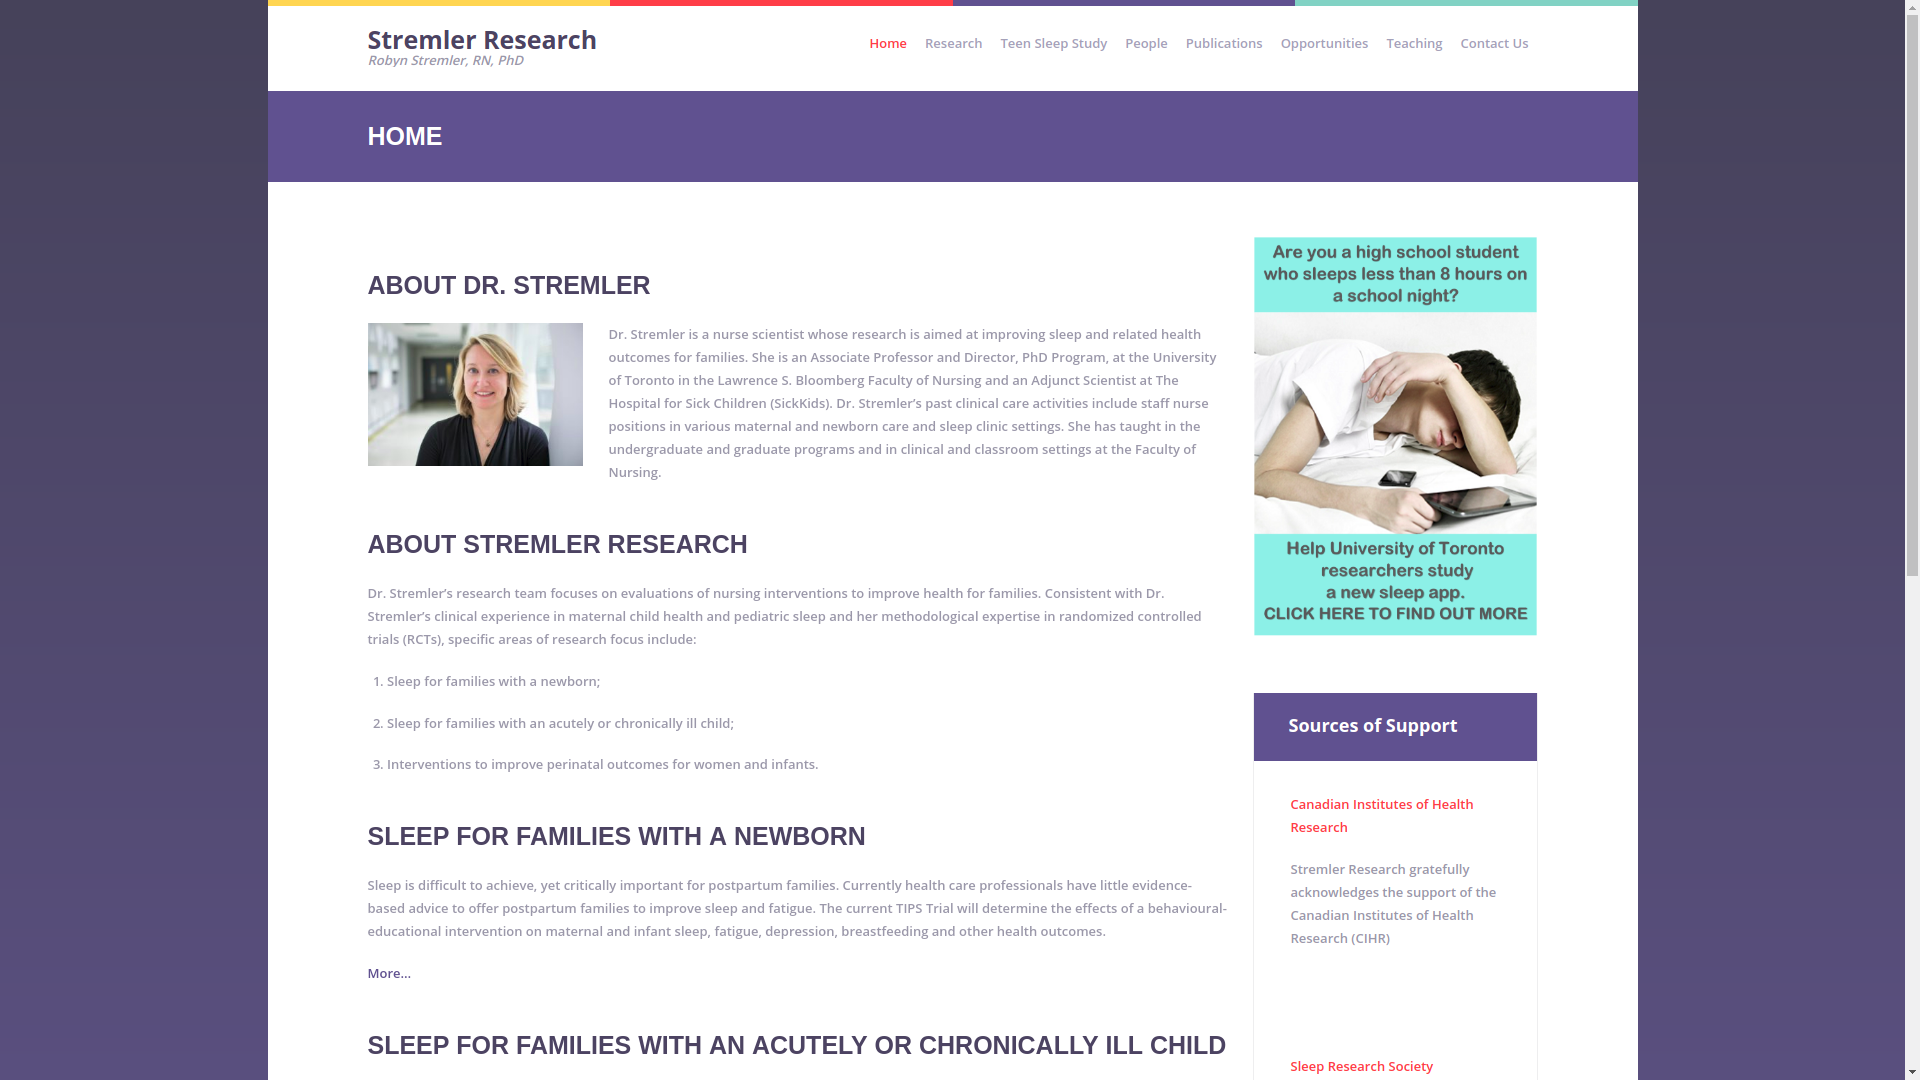 Stremler Research
Robyn Stremler, RN, PhD
Home Research Teen Sleep Study People Publications Opportunities Teaching Contact Us
HOME
ABOUT DR. STREMLER
Dr. Stremler is a nurse scientist whose research is aimed at improving sleep and related health
outcomes for families. She is an Associate Professor and Director, PhD Program, at the University
of Toronto in the Lawrence S. Bloomberg Faculty of Nursing and an Adjunct Scientist at The
Hospital for Sick Children (SickKids). Dr. Stremler’s past clinical care activities include staff nurse
positions in various maternal and newborn care and sleep clinic settings. She has taught in the
undergraduate and graduate programs and in clinical and classroom settings at the Faculty of
Nursing.
ABOUT STREMLER RESEARCH
Dr. Stremler’s research team focuses on evaluations of nursing interventions to improve health for families. Consistent with Dr.
Stremler’s clinical experience in maternal child health and pediatric sleep and her methodological expertise in randomized controlled
trials (RCTs), specific areas of research focus include:
1. Sleep for families with a newborn;
2. Sleep for families with an acutely or chronically ill child;
3. Interventions to improve perinatal outcomes for women and infants.
SLEEP FOR FAMILIES WITH A NEWBORN
Sleep is difficult to achieve, yet critically important for postpartum families. Currently health care professionals have little evidence-
based advice to offer postpartum families to improve sleep and fatigue. The current TIPS Trial will determine the effects of a behavioural-
educational intervention on maternal and infant sleep, fatigue, depression, breastfeeding and other health outcomes.
More...
SLEEP FOR FAMILIES WITH AN ACUTELY OR CHRONICALLY ILL CHILD
Are you a high school student
who sleeps less than 8 hours on
a school night?
Help University of Toronto
researchers study
a new sleep app.
CLICK HERE TO FIND OUT MORE
Sources of Support
Canadian Institutes of Health
Research
Stremler Research gratefully
acknowledges the support of the
Canadian Institutes of Health
Research (CIHR)
Sleep Research Society